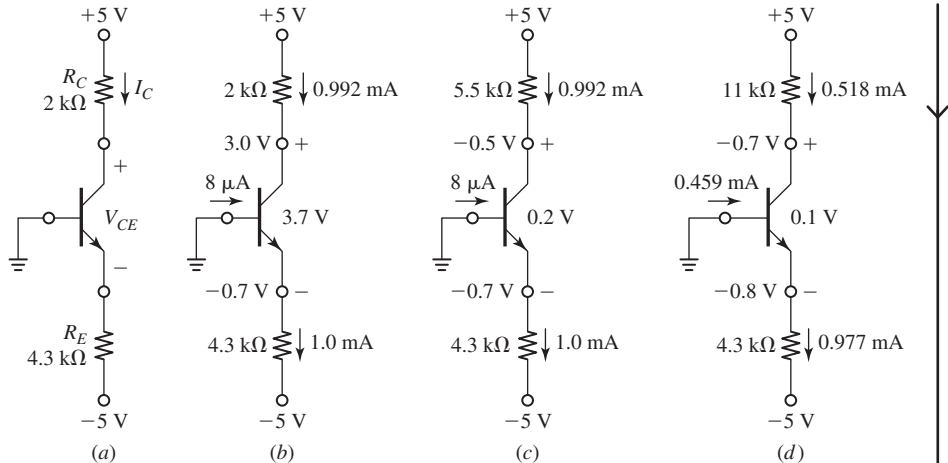 +5 V
R_C
2 kΩ
I_C
+
V_CE
−
R_E
4.3 kΩ
−5 V
(a)
+5 V
2 kΩ
0.992 mA
3.0 V
+
8 μA
3.7 V
−0.7 V
−
4.3 kΩ
1.0 mA
−5 V
(b)
+5 V
5.5 kΩ
0.992 mA
−0.5 V
+
8 μA
0.2 V
−0.7 V
−
4.3 kΩ
1.0 mA
−5 V
(c)
+5 V
11 kΩ
0.518 mA
−0.7 V
+
0.459 mA
0.1 V
−0.8 V
−
4.3 kΩ
0.977 mA
−5 V
(d)